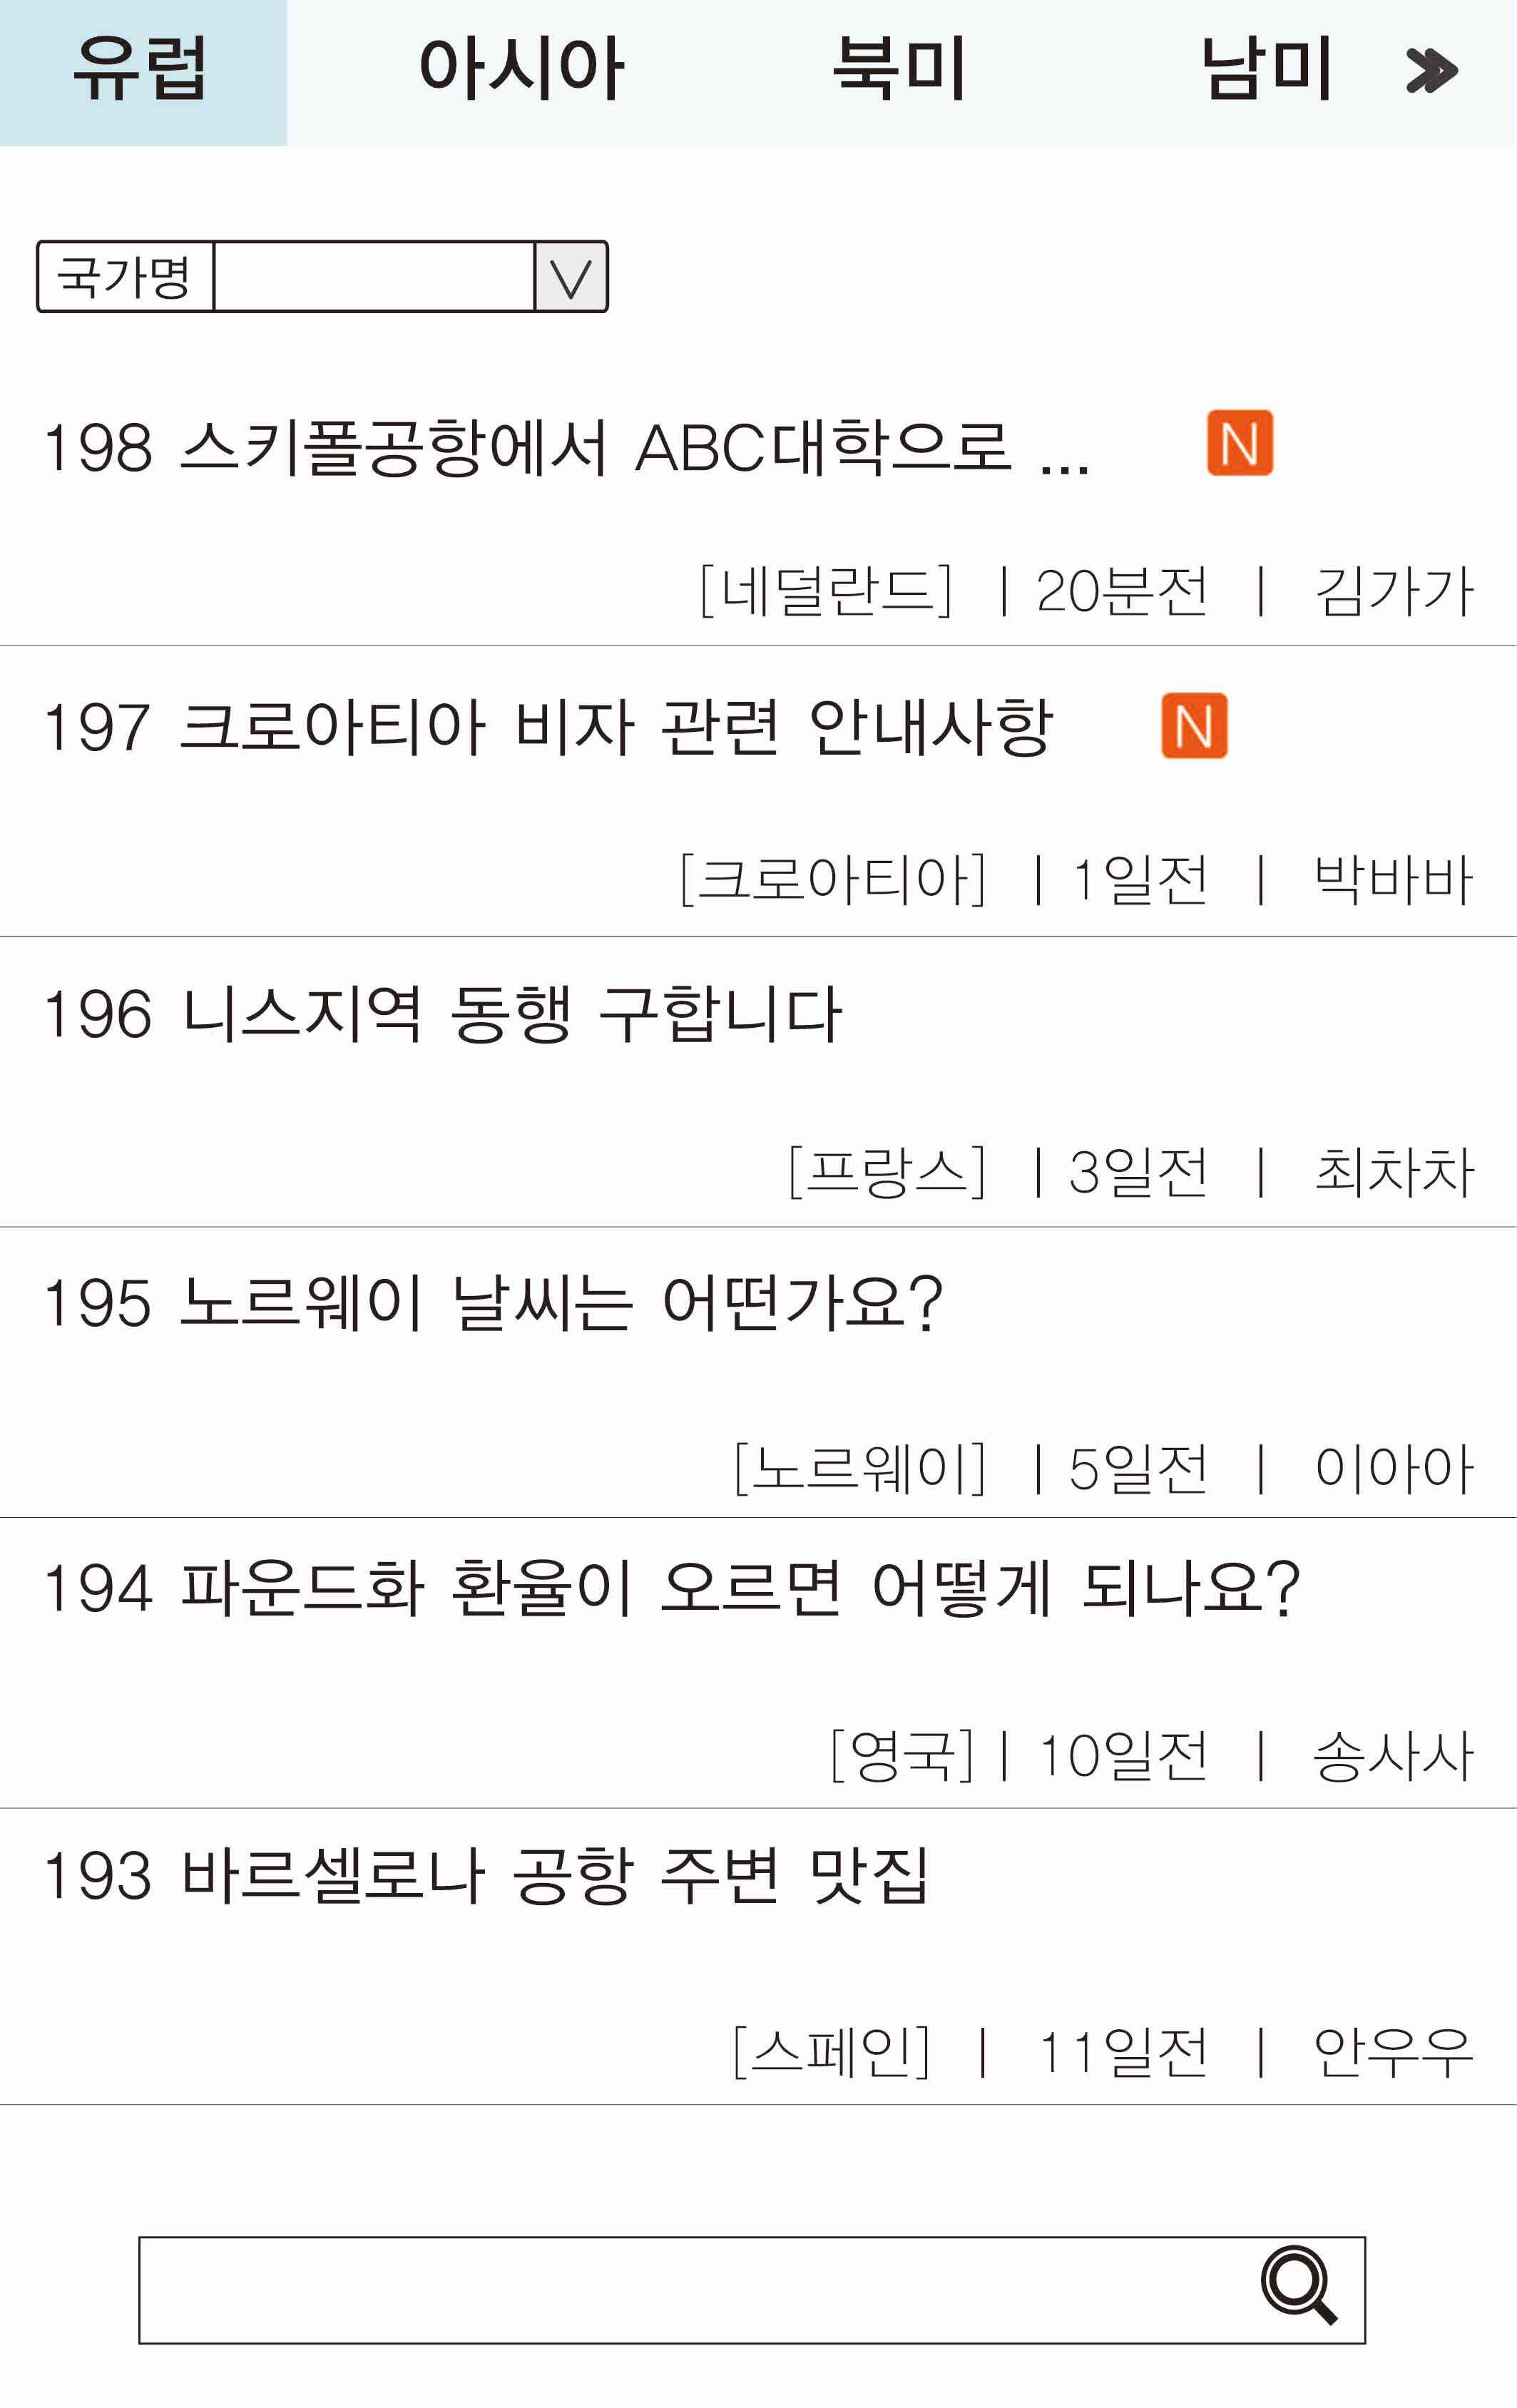 유럽 아시아 북미 남미 >>
국가명
198 스키폴공항에서 ABC대학으로 ... N
[네덜란드] | 20분전 | 김가가
197 크로아티아 비자 관련 안내사항 N
[크로아티아] | 1일전 | 박바바
196 니스지역 동행 구합니다
[프랑스] | 3일전 | 최차차
195 노르웨이 날씨는 어떤가요?
[노르웨이] | 5일전 | 이아아
194 파운드화 환율이 오르면 어떻게 되나요?
[영국] | 10일전 | 송사사
193 바르셀로나 공항 주변 맛집
[스페인] | 11일전 | 안우우